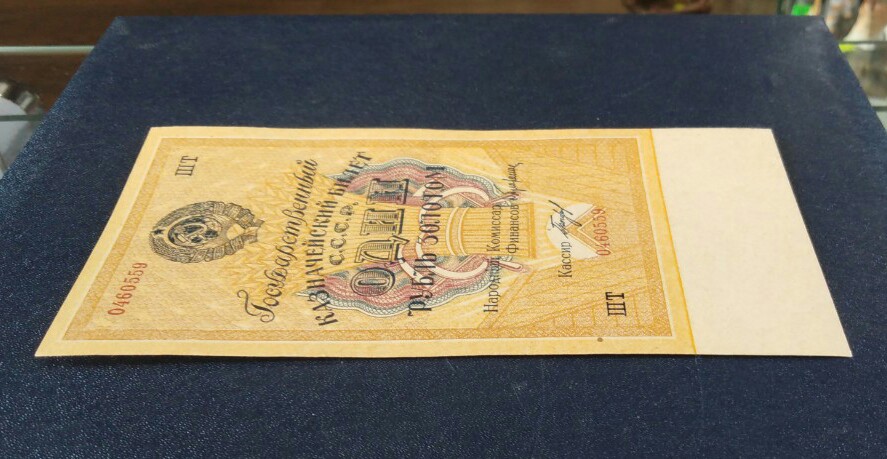 ШТ
0460559
Государственный
КАЗНАЧЕЙСКИЙ БИЛЕТ
С.С.С.Р.
ОДИН
РУБЛЬ ЗОЛОТОМ
Народный Комиссар
Финансов
Кассир
0460559
ШТ